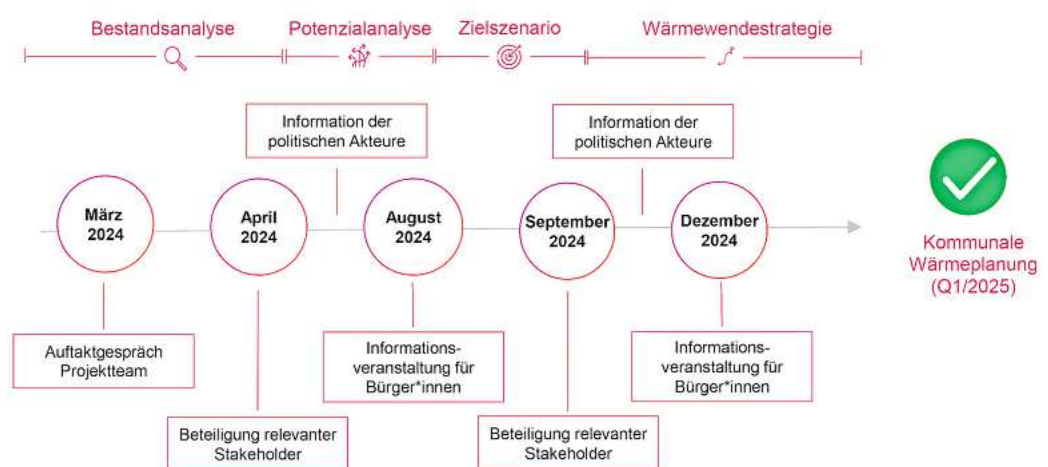 Bestandsanalyse
Potenzialanalyse
Zielszenario
Wärmewendestrategie
Information der
politischen Akteure
Information der
politischen Akteure
März
2024
April
2024
August
2024
September
2024
Dezember
2024
Kommunale
Wärmeplanung
(Q1/2025)
Auftaktgespräch
Projektteam
Informations-
veranstaltung für
Bürger*innen
Informations-
veranstaltung für
Bürger*innen
Beteiligung relevanter
Stakeholder
Beteiligung relevanter
Stakeholder